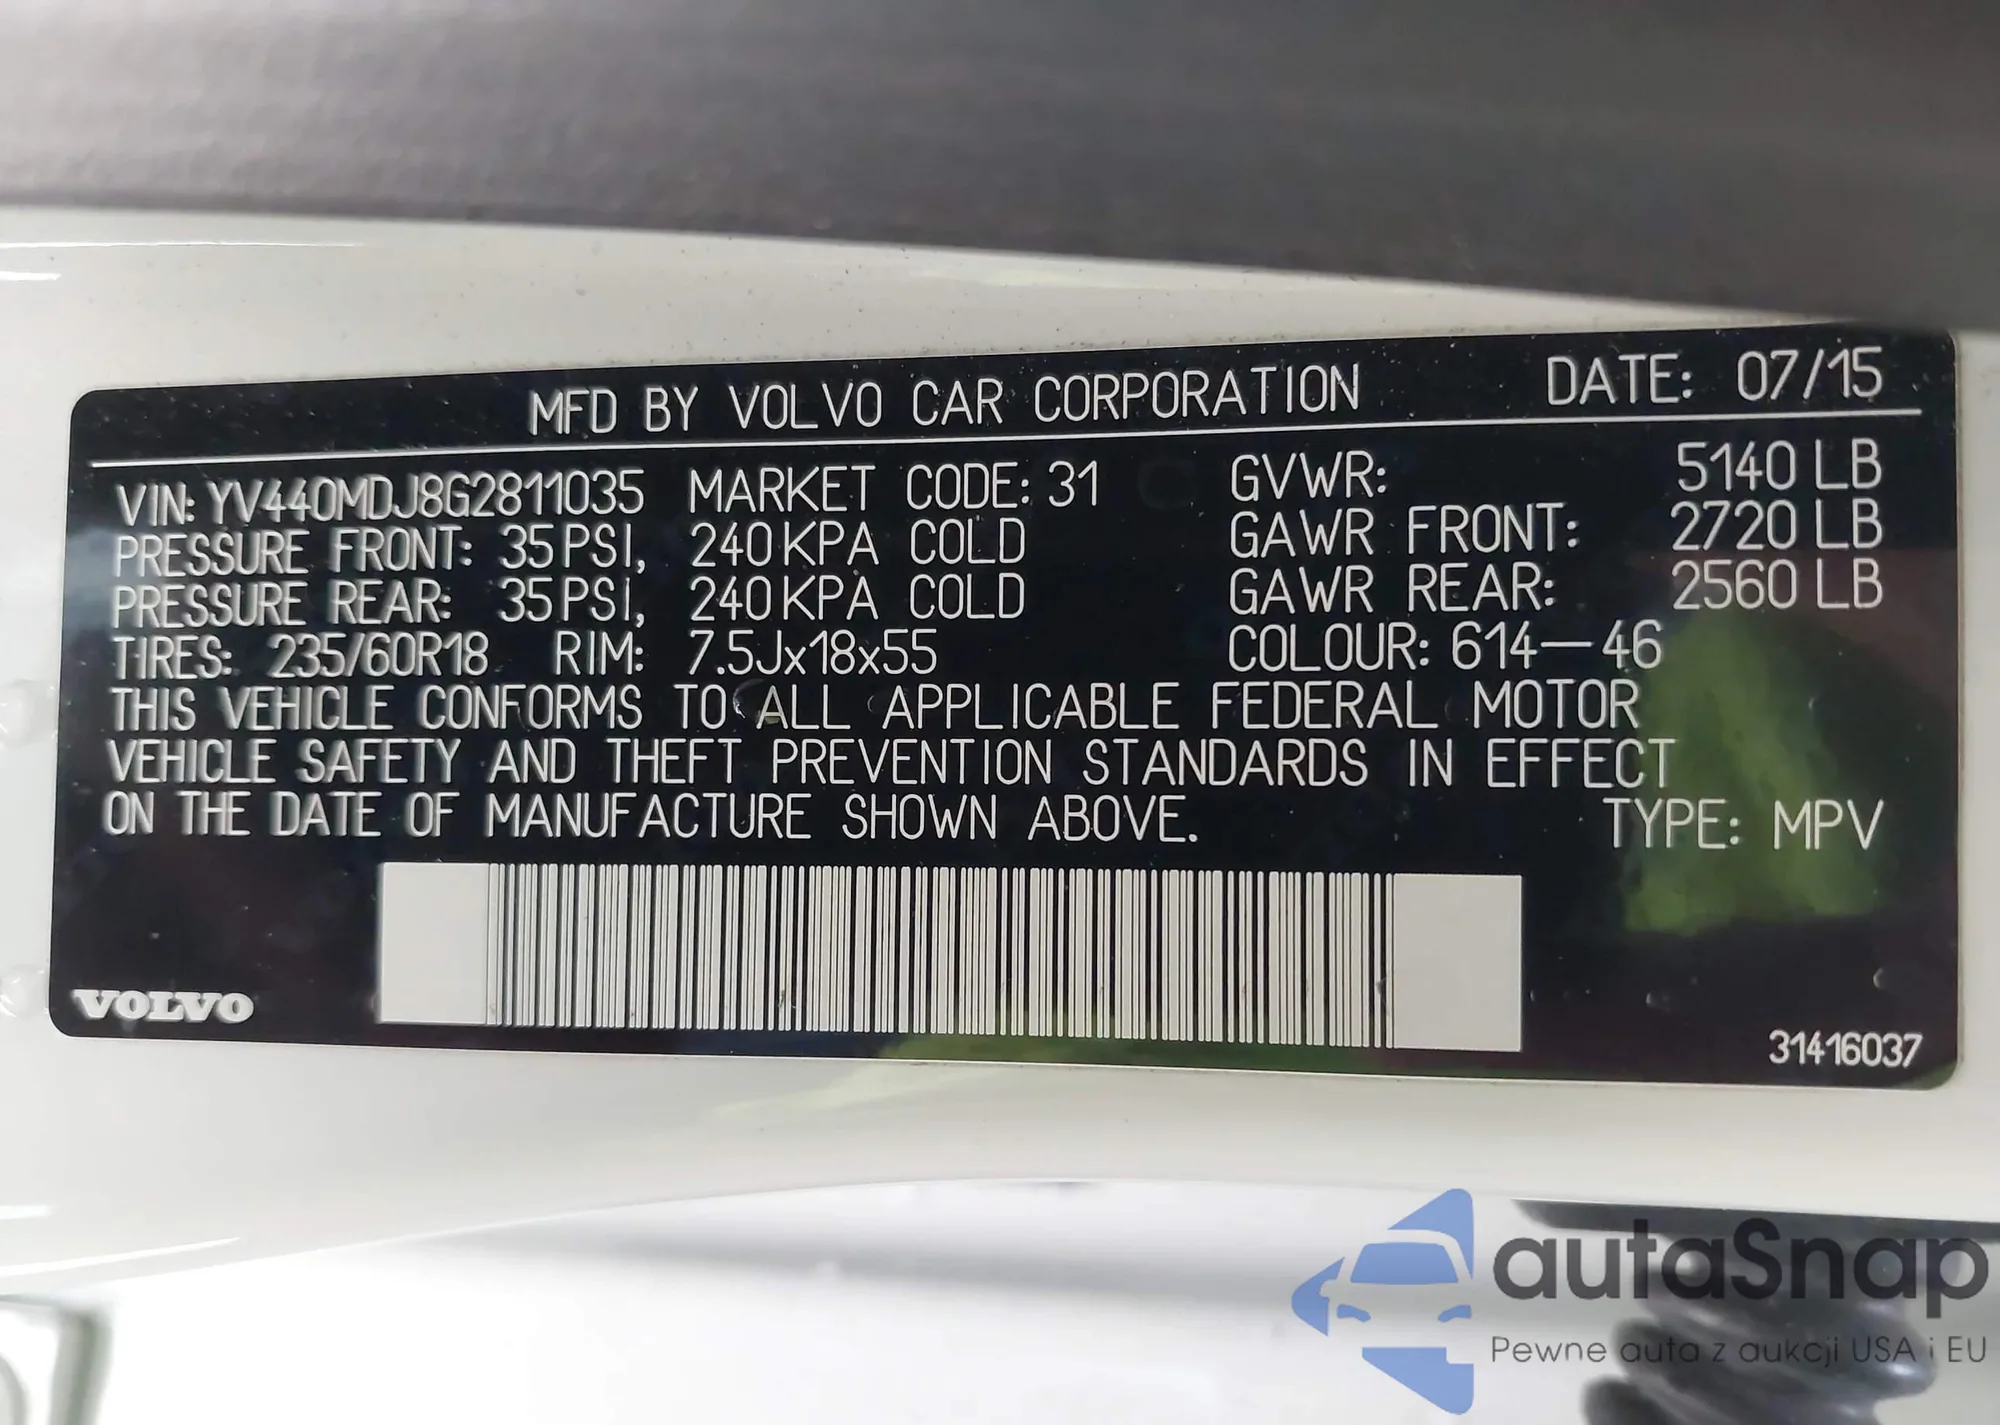 MFD BY VOLVO CAR CORPORATION DATE: 07/15
VIN: YV440MDJ8G2811035 MARKET CODE: 31 GVWR: 5140 LB
PRESSURE FRONT: 35 PSI, 240 KPA COLD GAWR FRONT: 2720 LB
PRESSURE REAR: 35 PSI, 240 KPA COLD GAWR REAR: 2560 LB
TIRES: 235/60R18 RIM: 7.5Jx18x55 COLOUR: 614-46
THIS VEHICLE CONFORMS TO ALL APPLICABLE FEDERAL MOTOR
VEHICLE SAFETY AND THEFT PREVENTION STANDARDS IN EFFECT
ON THE DATE OF MANUFACTURE SHOWN ABOVE. TYPE: MPV
VOLVO
31416037
autaSnap
Pewne auta z aukcji USA i EU